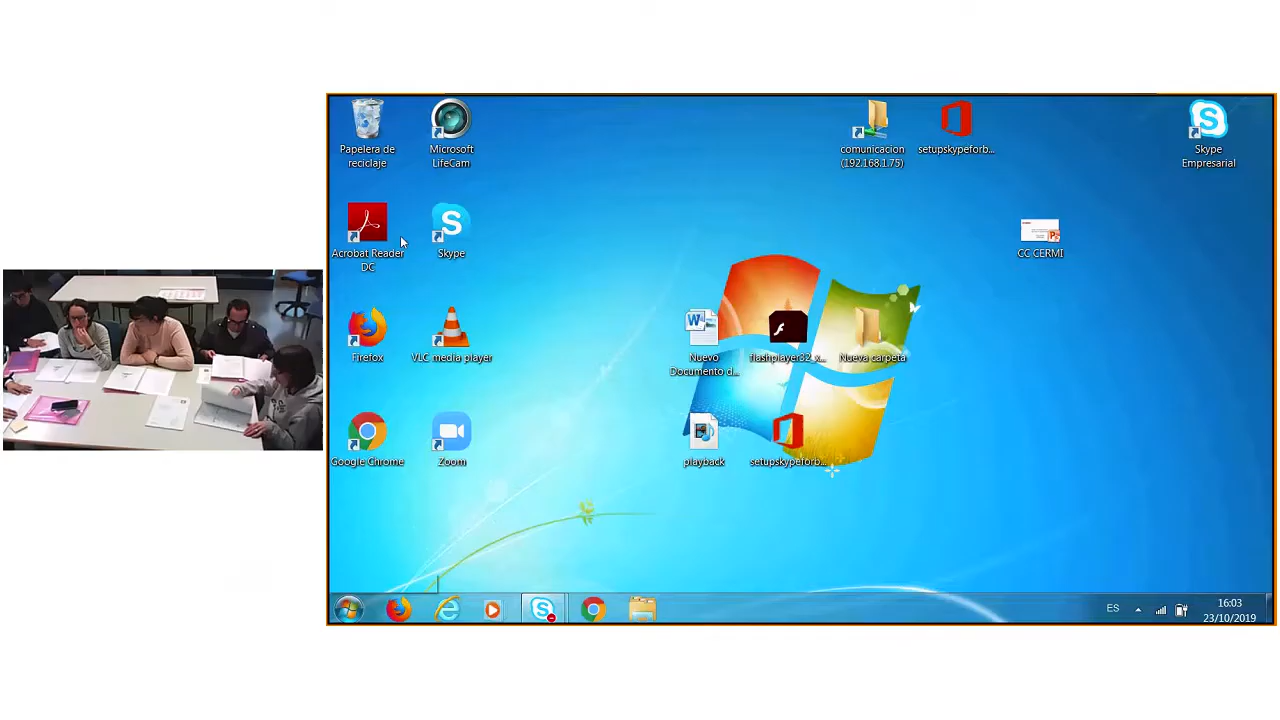 Papelera de
reciclaje
Microsoft
LifeCam
comunicacion
(192.168.1.75)
setupskypeforb...
Skype
Empresarial
Acrobat Reader
DC
Skype
CC CERMI
Firefox
VLC media player
Nuevo
Documento d...
flashplayer32_x...
Nueva carpeta
Google Chrome
Zoom
playback
setupskypeforb...
ES
16:03
23/10/2019